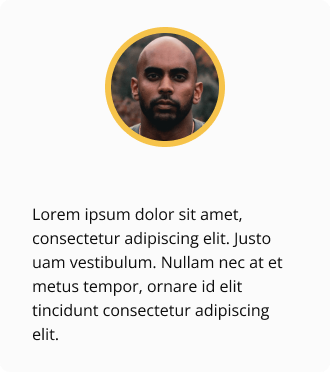 Lorem ipsum dolor sit amet,
consectetur adipiscing elit. Justo
uam vestibulum. Nullam nec at et
metus tempor, ornare id elit
tincidunt consectetur adipiscing
elit.